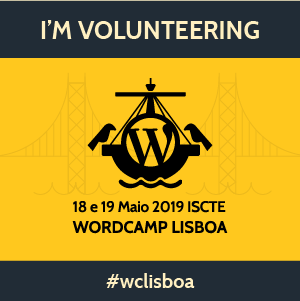 I'M VOLUNTEERING
W
18 e 19 Maio 2019 ISCTE
WORDCAMP LISBOA
#wclisboa